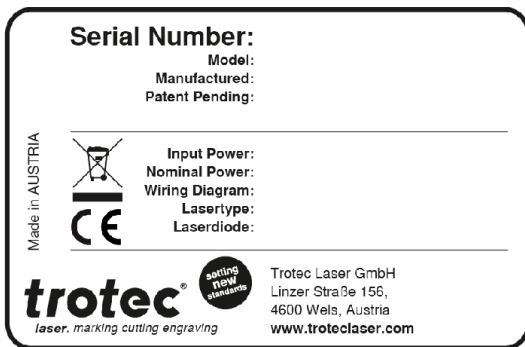 Serial Number:
Model:
Manufactured:
Patent Pending:
Made in AUSTRIA
Input Power:
Nominal Power:
Wiring Diagram:
Lasertype:
Laserdiode:
CE
trotec®
setting
new
standards
laser. marking cutting engraving
Trotec Laser GmbH
Linzer Straße 156,
4600 Wels, Austria
www.troteclaser.com